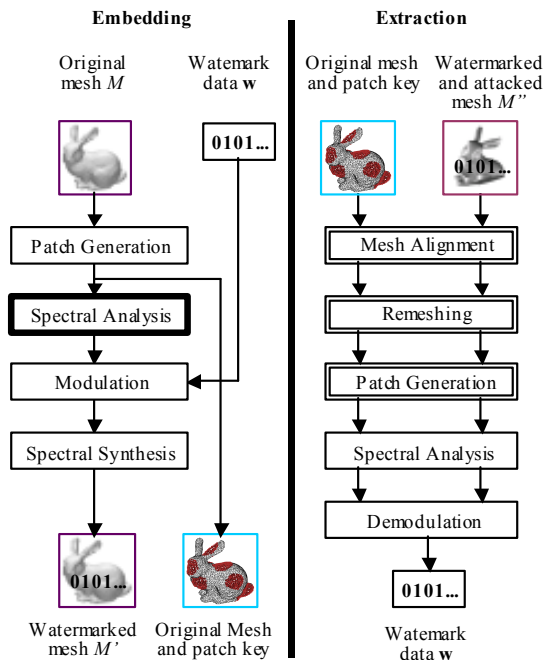 Embedding
Original
mesh M
Watemark
data w
0101...
Patch Generation
Spectral Analysis
Modulation
Spectral Synthesis
0101...
Watermarked
mesh M'
Original Mesh
and patch key
Extraction
Original mesh
and patch key
Watermarked
and attacked
mesh M''
0101...
Mesh Alignment
Remeshing
Patch Generation
Spectral Analysis
Demodulation
0101...
Watemark
data w